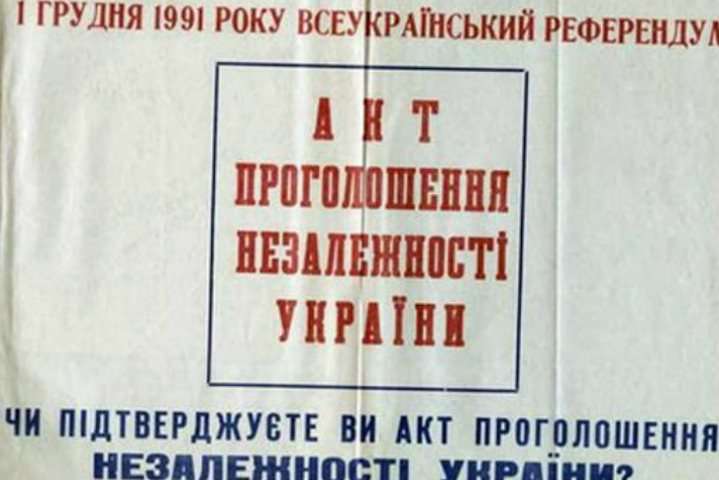 1 ГРУДНЯ 1991 РОКУ ВСЕУКРАЇНСЬКИЙ РЕФЕРЕНДУМ
АКТ
ПРОГОЛОШЕННЯ
НЕЗАЛЕЖНОСТІ
УКРАЇНИ
ЧИ ПІДТВЕРДЖУЄТЕ ВИ АКТ ПРОГОЛОШЕННЯ
НЕЗАЛЕЖНОСТІ УКРАЇНИ?